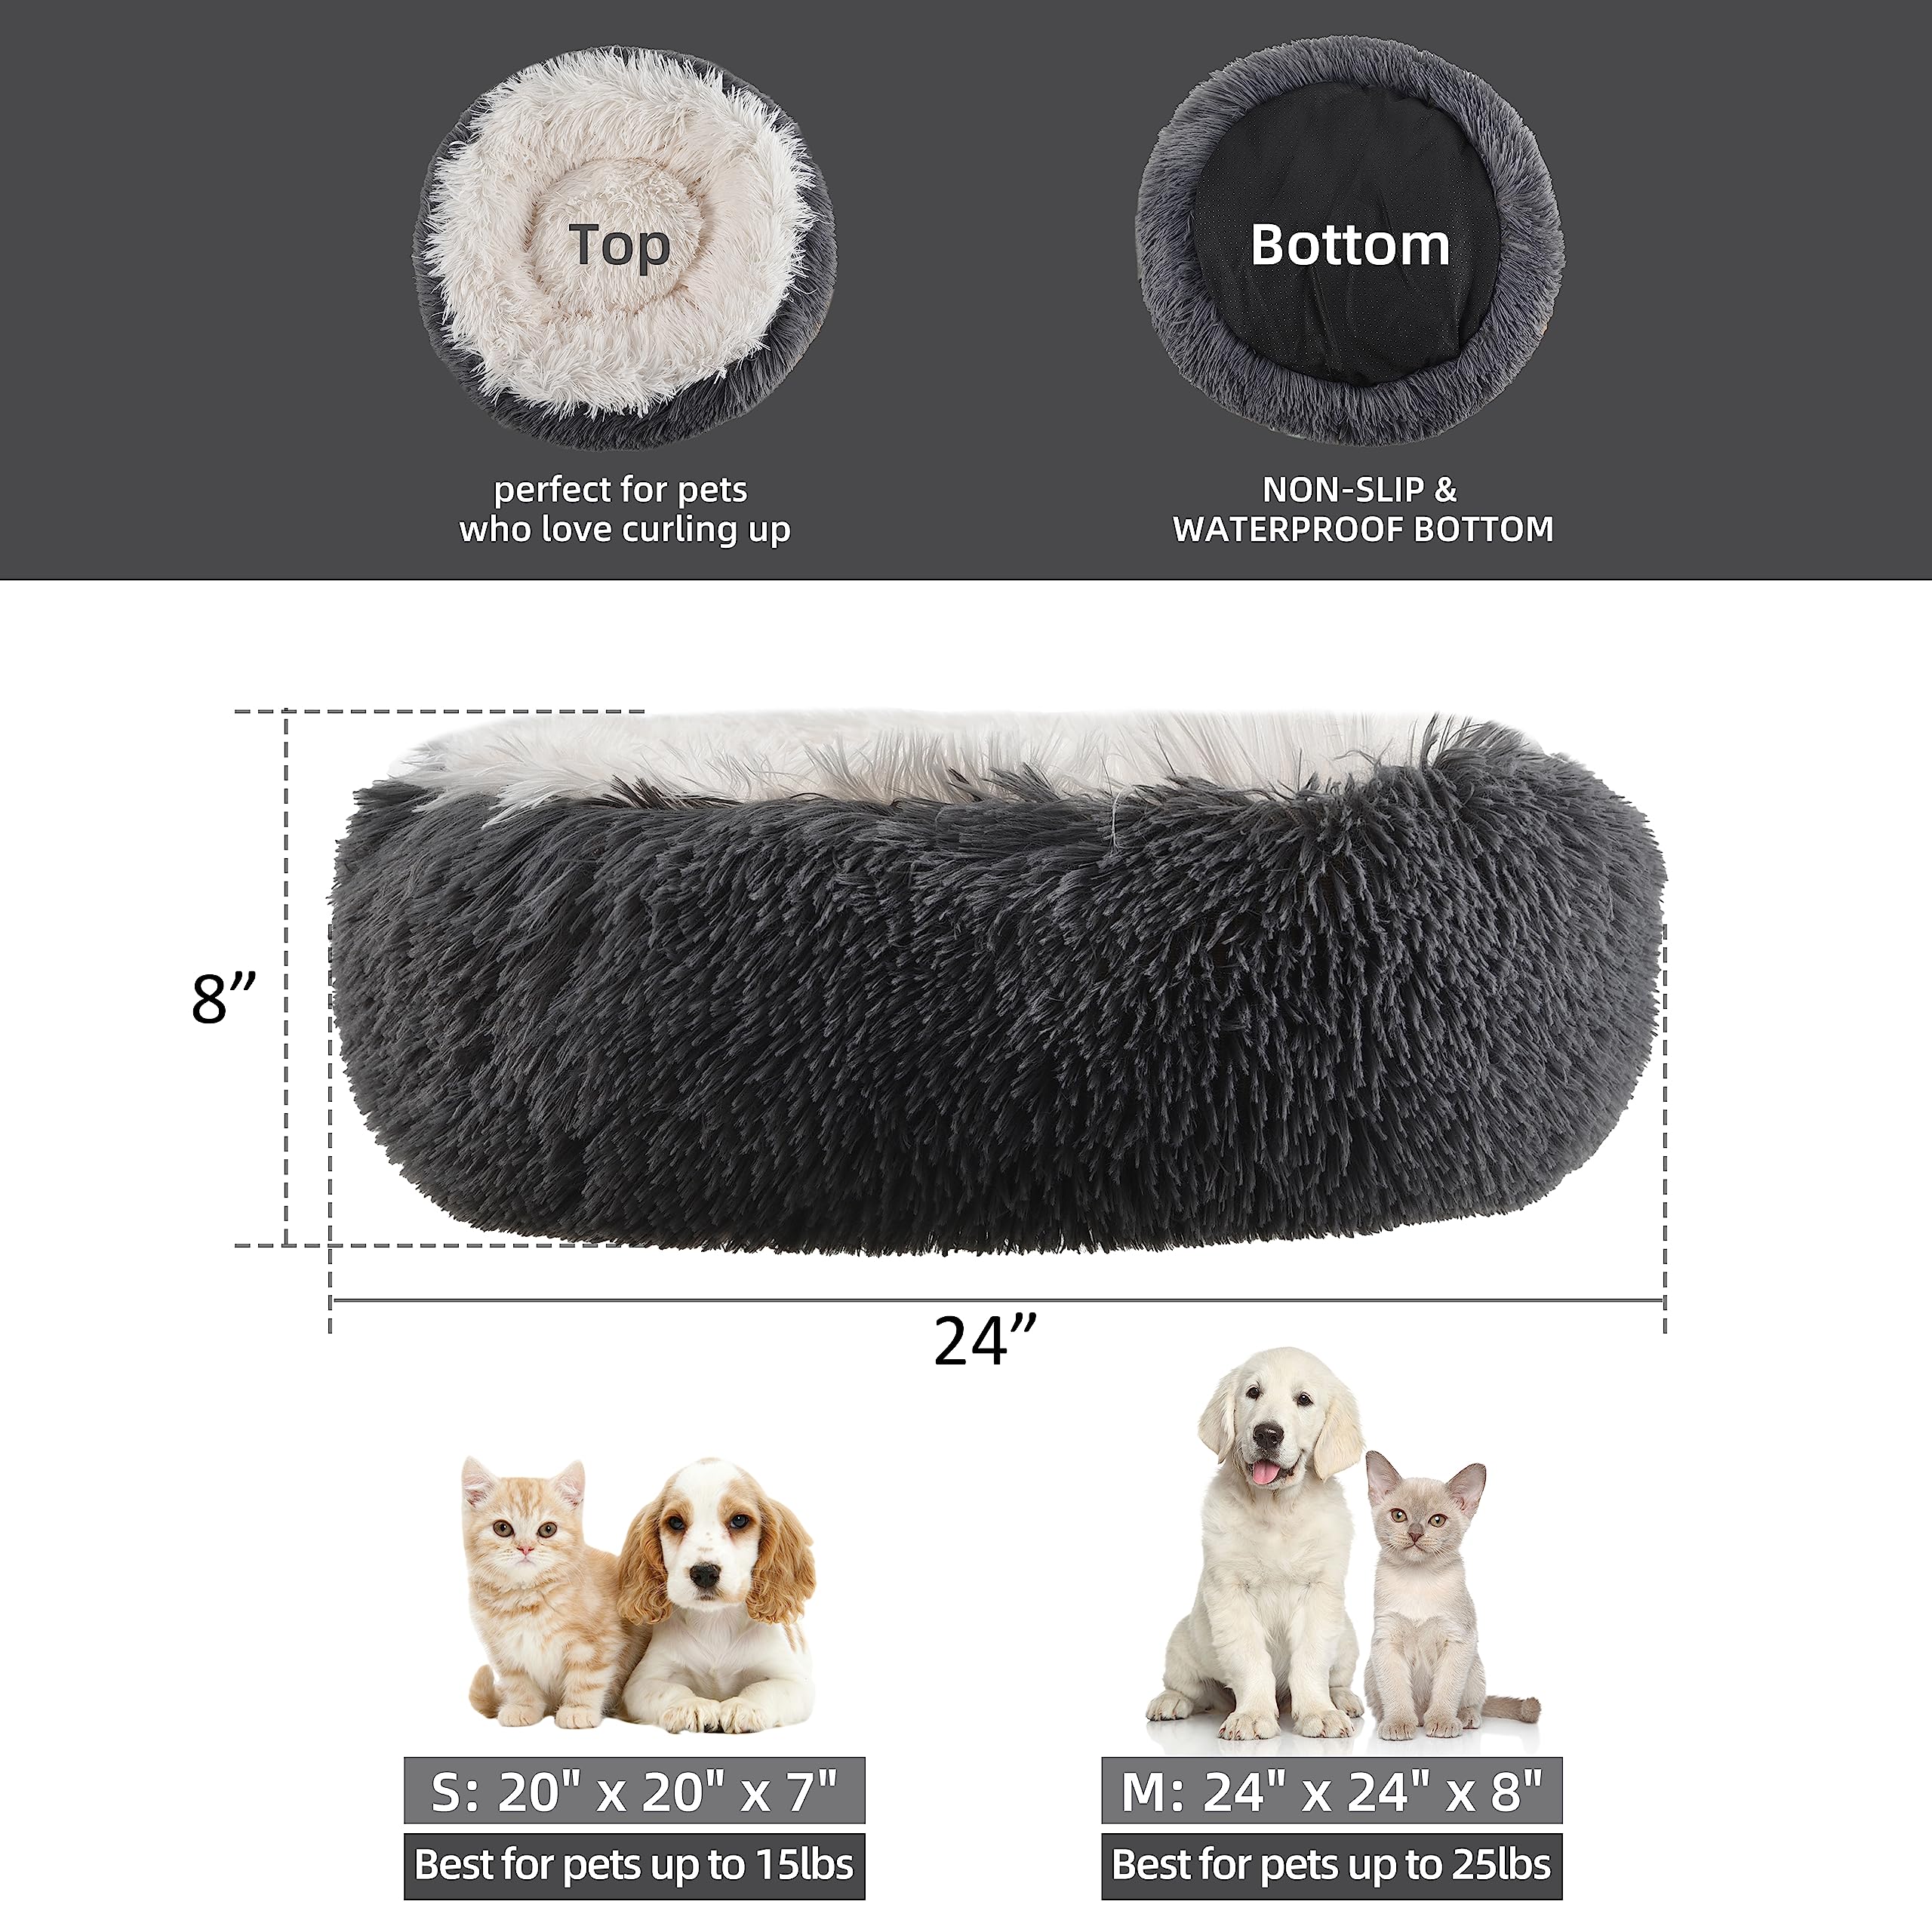 Top
Bottom
perfect for pets
who love curling up
NON-SLIP &
WATERPROOF BOTTOM
8”
24”
S: 20" x 20" x 7"
Best for pets up to 15lbs
M: 24" x 24" x 8"
Best for pets up to 25lbs